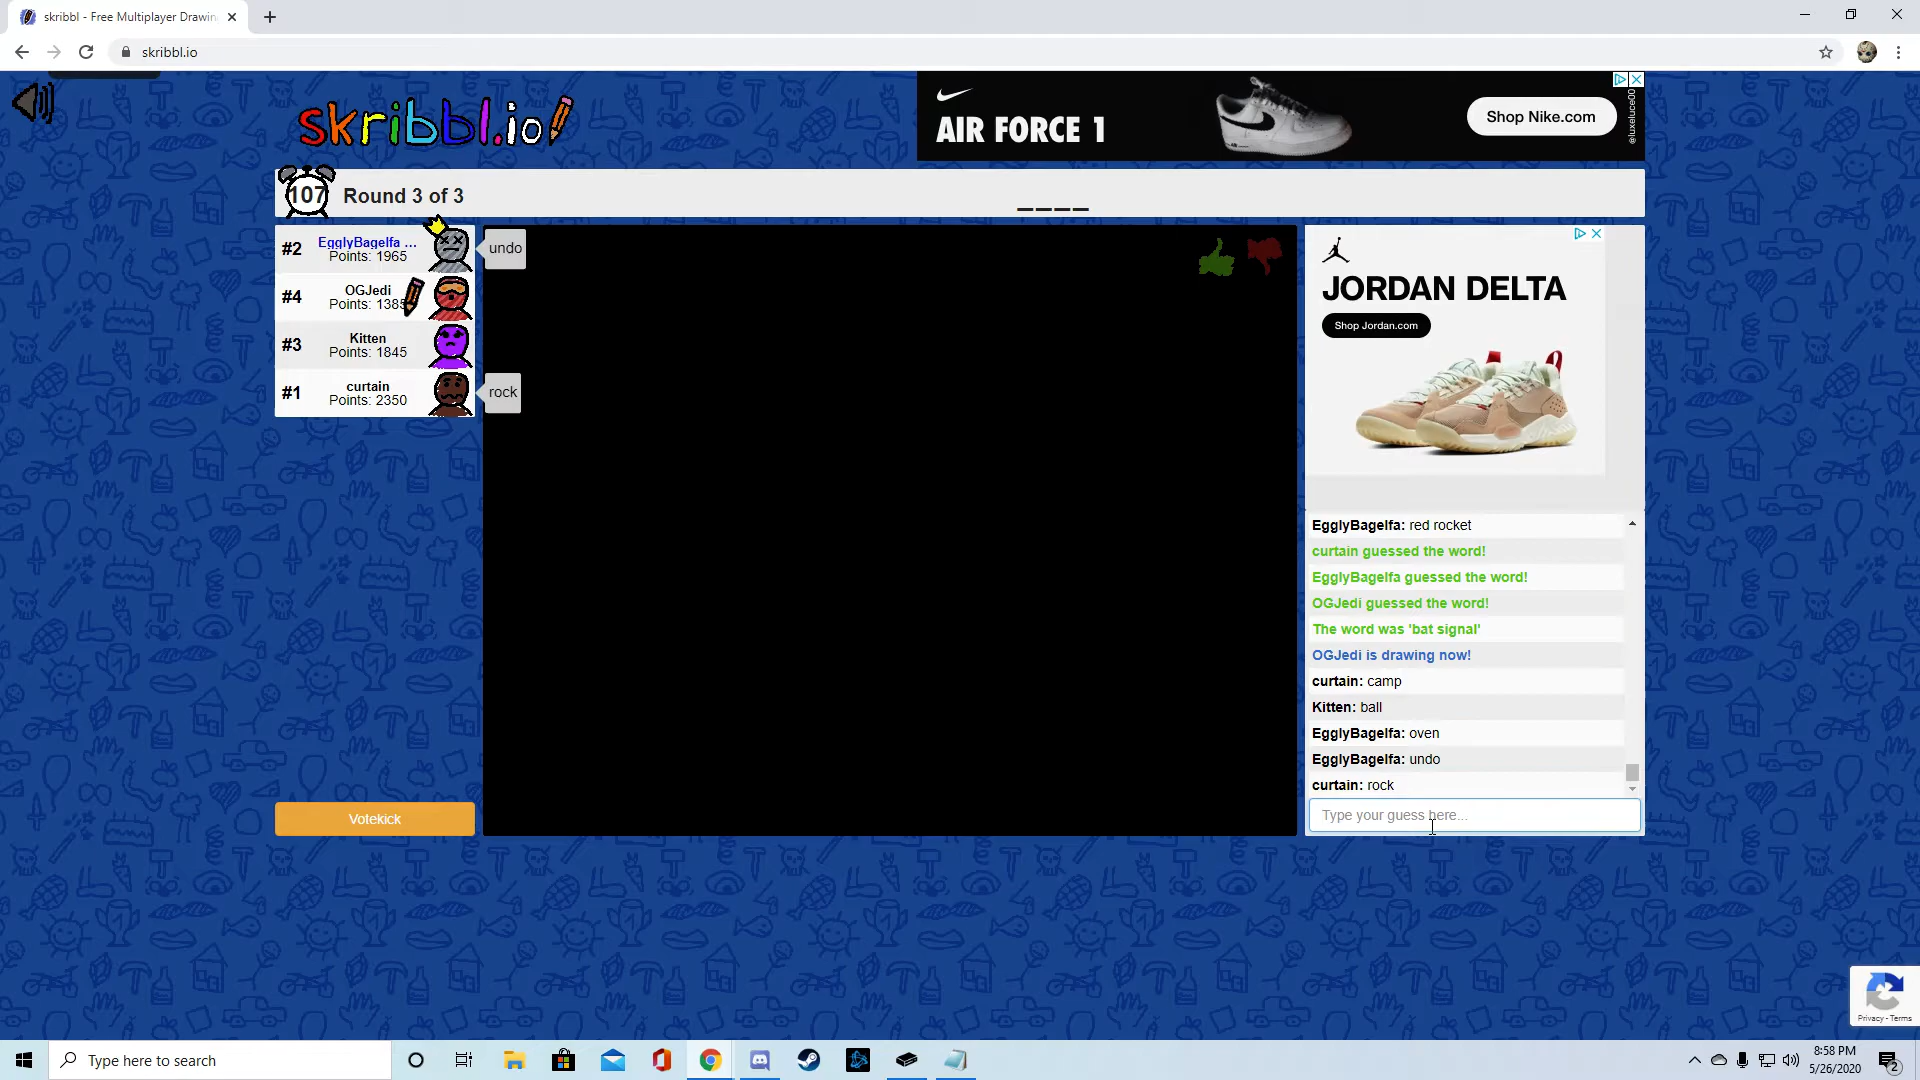 skribbl - Free Multiplayer Drawin
skribbl.io
skribbl.io
AIR FORCE 1
Shop Nike.com
@luxeluce00
107
Round 3 of 3
____
#2
EgglyBagelfa ...
Points: 1965
undo
#4
OGJedi
Points: 1385
#3
Kitten
Points: 1845
#1
curtain
Points: 2350
rock
JORDAN DELTA
Shop Jordan.com
EgglyBagelfa: red rocket
curtain guessed the word!
EgglyBagelfa guessed the word!
OGJedi guessed the word!
The word was 'bat signal'
OGJedi is drawing now!
curtain: camp
Kitten: ball
EgglyBagelfa: oven
EgglyBagelfa: undo
curtain: rock
Type your guess here...
Votekick
Privacy - Terms
Type here to search
8:58 PM
5/26/2020
2